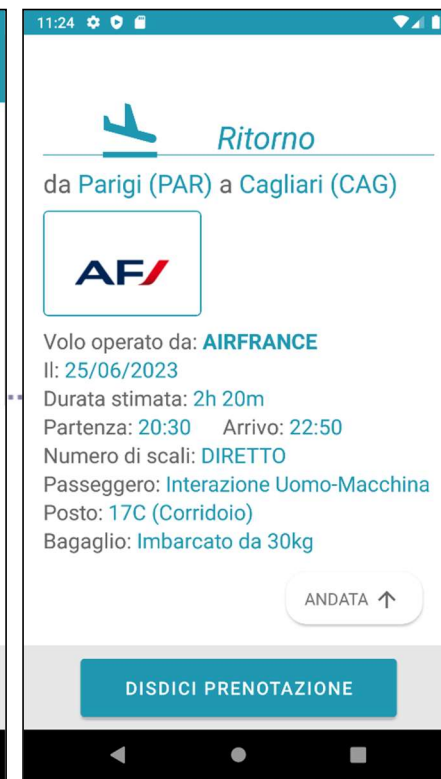 11:24
Ritorno
da Parigi (PAR) a Cagliari (CAG)
AF
Volo operato da: AIRFRANCE
Il: 25/06/2023
Durata stimata: 2h 20m
Partenza: 20:30 Arrivo: 22:50
Numero di scali: DIRETTO
Passeggero: Interazione Uomo-Macchina
Posto: 17C (Corridoio)
Bagaglio: Imbarcato da 30kg
ANDATA ↑
DISDICI PRENOTAZIONE